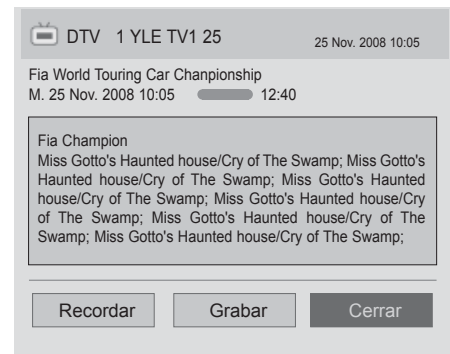 DTV 1 YLE TV1 25 25 Nov. 2008 10:05
Fia World Touring Car Chanpionship
M. 25 Nov. 2008 10:05 12:40
Fia Champion
Miss Gotto's Haunted house/Cry of The Swamp; Miss Gotto's
Haunted house/Cry of The Swamp; Miss Gotto's Haunted
house/Cry of The Swamp; Miss Gotto's Haunted house/Cry
of The Swamp; Miss Gotto's Haunted house/Cry of The
Swamp; Miss Gotto's Haunted house/Cry of The Swamp;
Recordar Grabar Cerrar